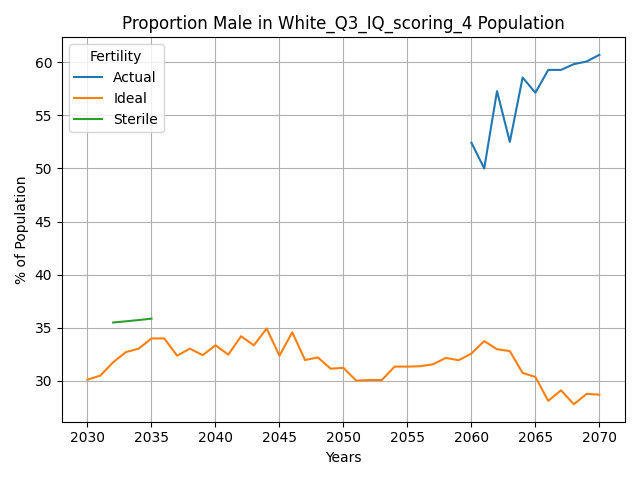 Proportion Male in White_Q3_IQ_scoring_4 Population
Fertility
Actual
Ideal
Sterile
% of Population
60
55
50
45
40
35
30
2030
2035
2040
2045
2050
2055
2060
2065
2070
Years